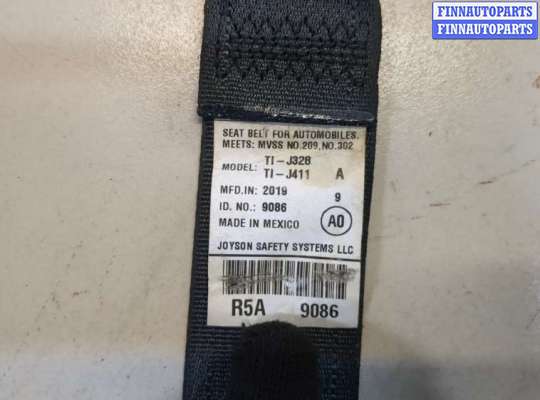 FINNAUTOPARTS
FINNAUTOPARTS
SEAT BELT FOR AUTOMOBILES.
MEETS: MVSS NO.209,NO.302
MODEL: TI-J328
TI-J411 A
MFD.IN: 2019 9
ID. NO.: 9086 A0
MADE IN MEXICO
JOYSON SAFETY SYSTEMS LLC
R5A 9086